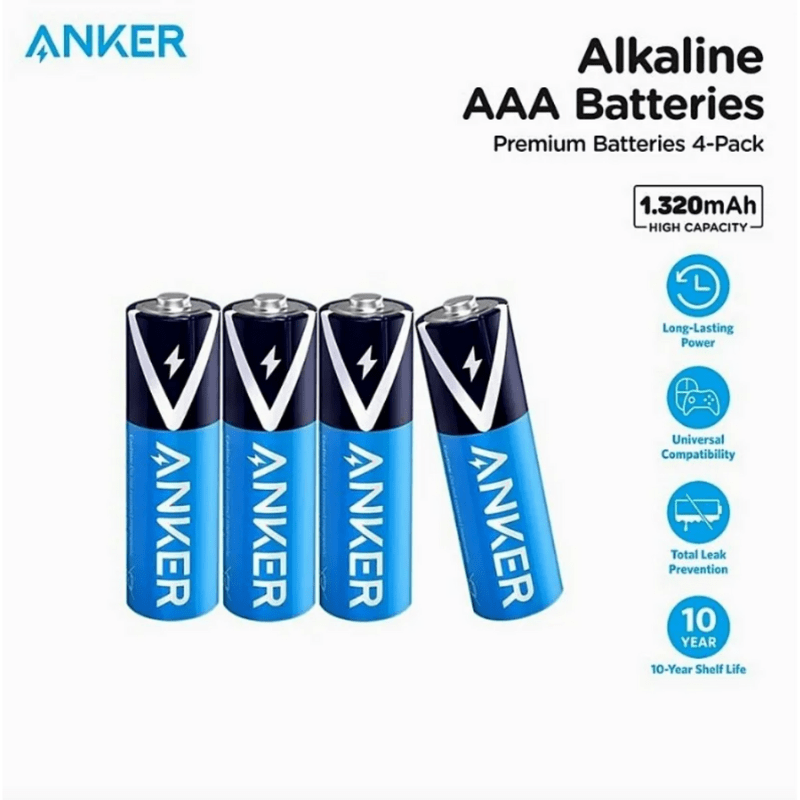 ANKER
Alkaline
AAA Batteries
Premium Batteries 4-Pack
1.320mAh
HIGH CAPACITY
Long-Lasting
Power
Universal
Compatibility
Total Leak
Prevention
10
YEAR
10-Year Shelf Life
ANKER
ANKER
ANKER
ANKER